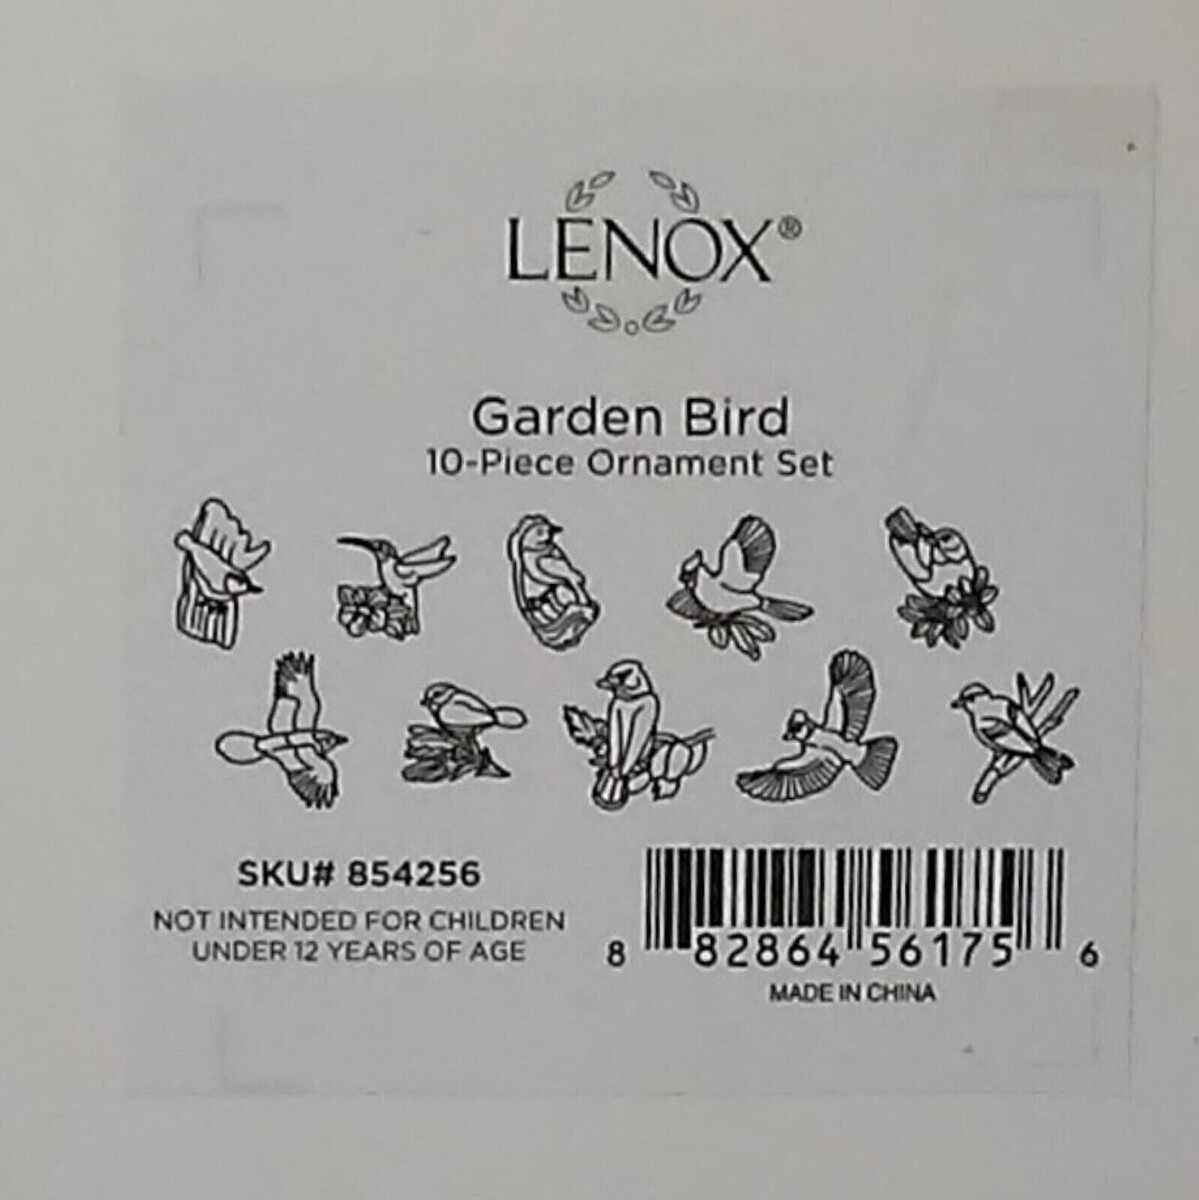 LENOX®
Garden Bird
10-Piece Ornament Set
SKU# 854256
NOT INTENDED FOR CHILDREN
UNDER 12 YEARS OF AGE
8 82864 56175 6
MADE IN CHINA